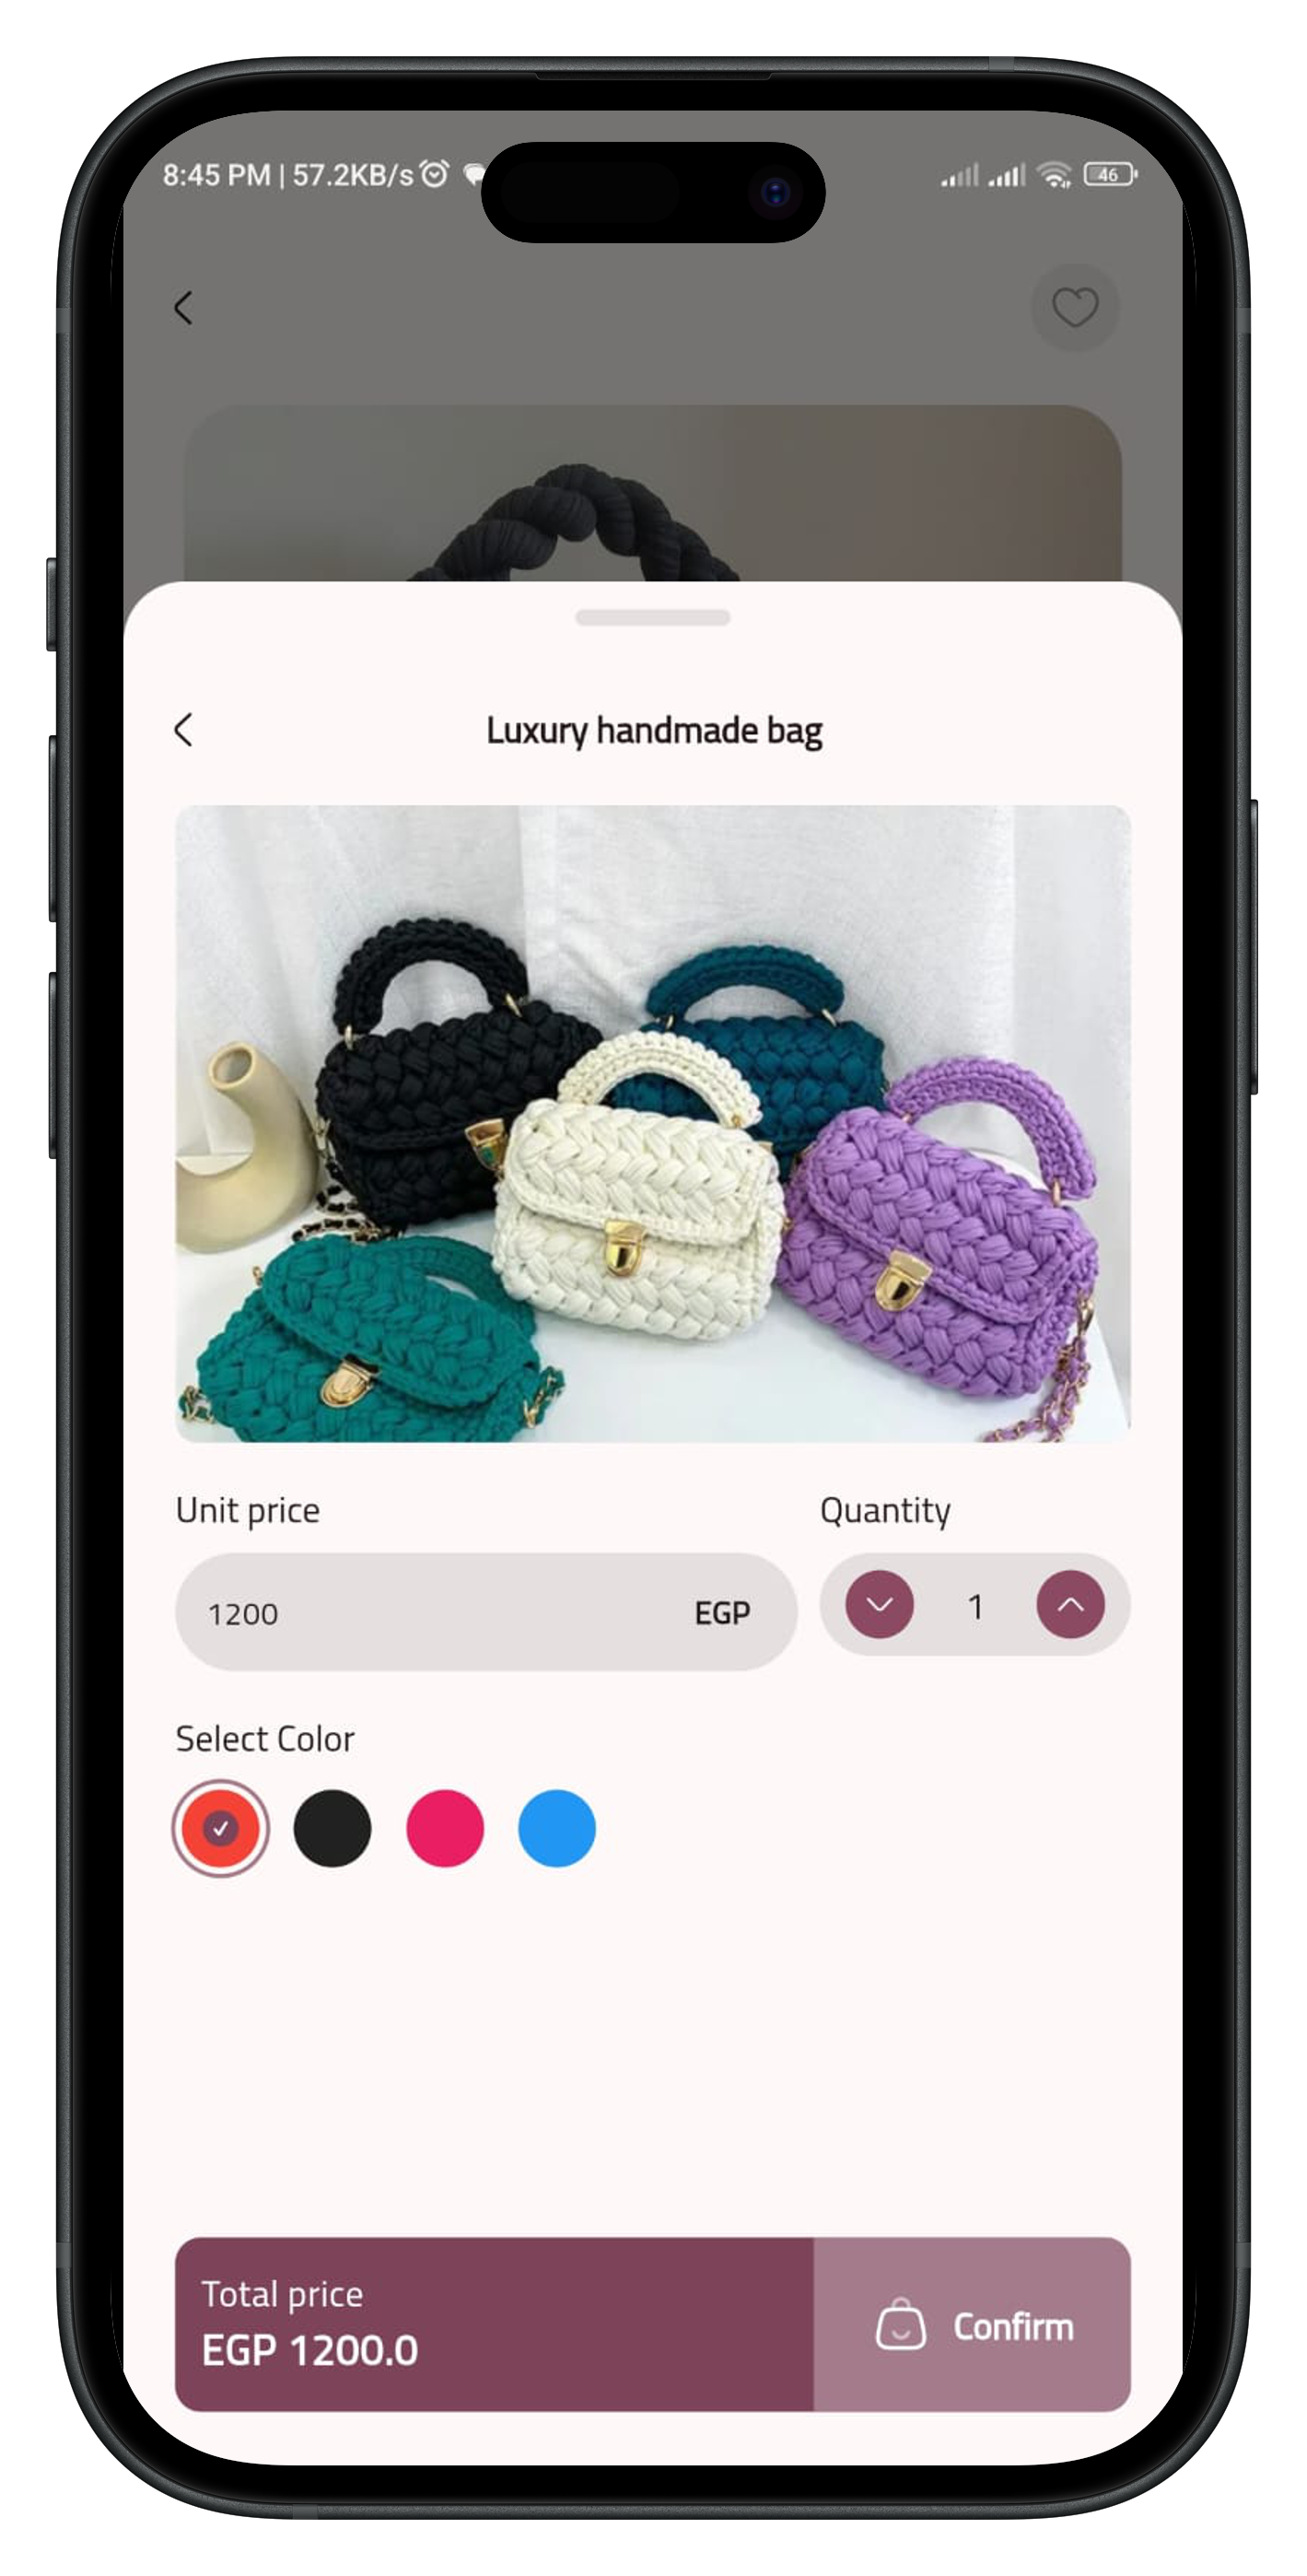 8:45 PM | 57.2KB/s
46
Luxury handmade bag
Unit price
Quantity
1200
EGP
1
Select Color
Total price
EGP 1200.0
Confirm